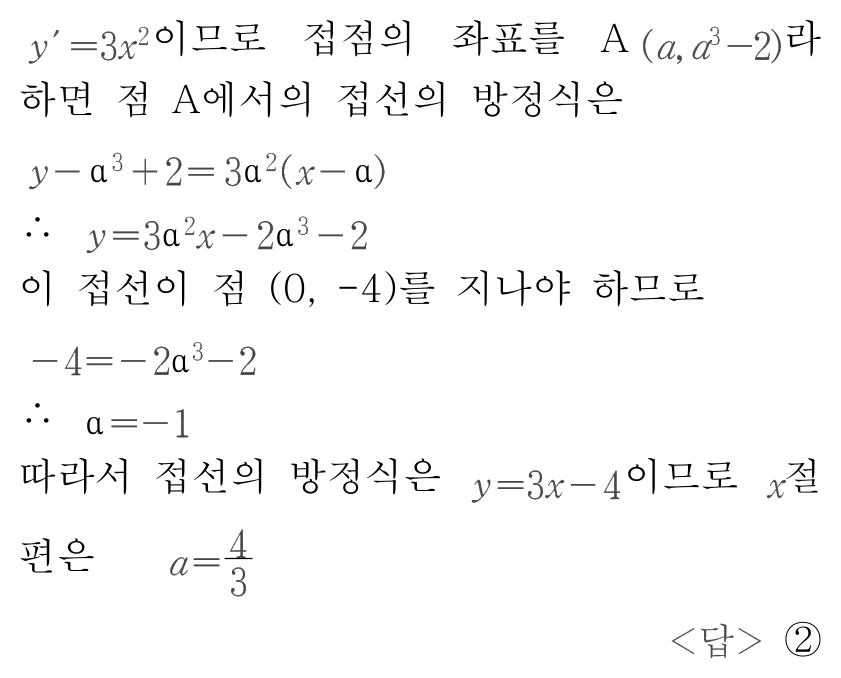 y′=3x²이므로 접점의 좌표를 A(a, a³−2)라
하면 점 A에서의 접선의 방정식은
y−α³+2=3α²(x−α)
∴ y=3α²x−2α³−2
이 접선이 점 (0, -4)를 지나야 하므로
−4=−2α³−2
∴ α=−1
따라서 접선의 방정식은 y=3x−4이므로 x절
편은 a=4/3
<답> ②